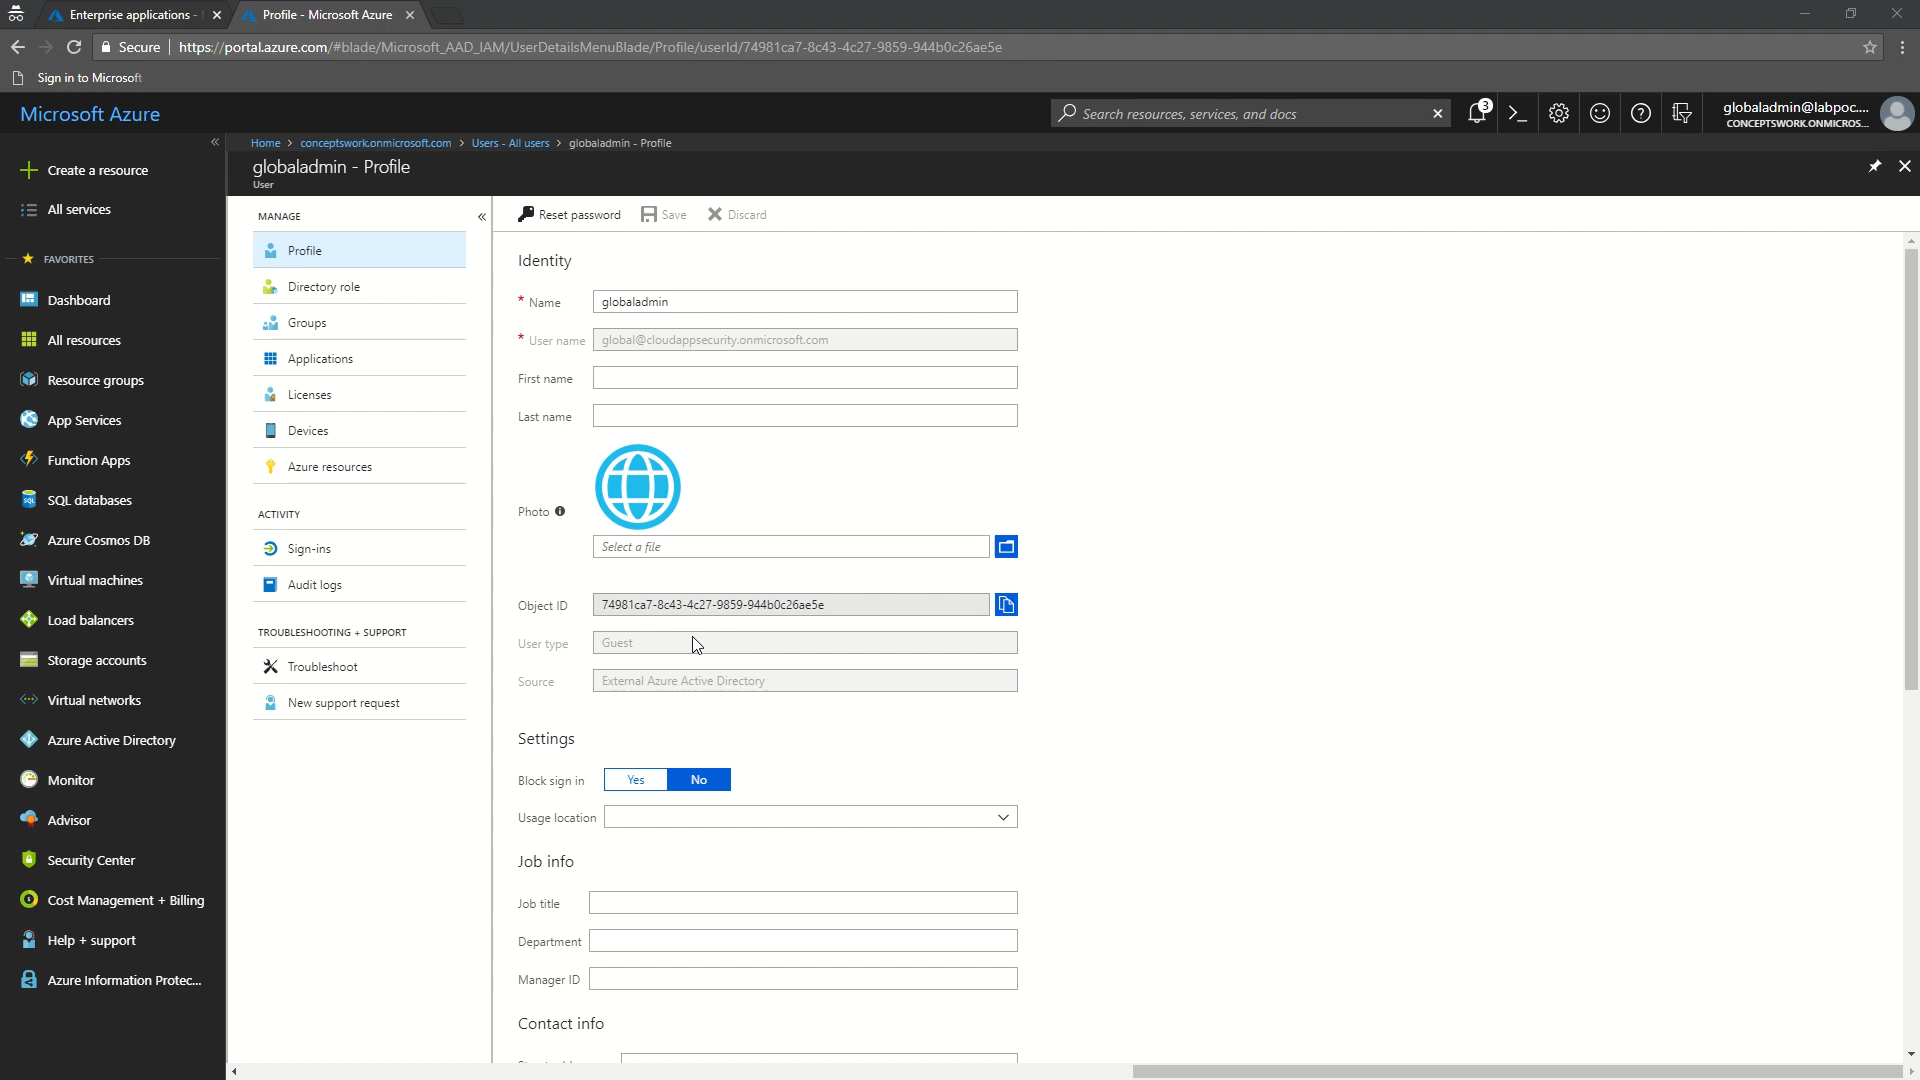 Enterprise applications -
Profile - Microsoft Azure
Secure
https://portal.azure.com/#blade/Microsoft_AAD_IAM/UserDetailsMenuBlade/Profile/userId/74981ca7-8c43-4c27-9859-944b0c26ae5e
Sign in to Microsoft
Microsoft Azure
Search resources, services, and docs
3
globaladmin@labpoc....
CONCEPTSWORK.ONMICROS...
Home > conceptswork.onmicrosoft.com > Users - All users > globaladmin - Profile
globaladmin - Profile
User
Create a resource
All services
FAVORITES
Dashboard
All resources
Resource groups
App Services
Function Apps
SQL databases
Azure Cosmos DB
Virtual machines
Load balancers
Storage accounts
Virtual networks
Azure Active Directory
Monitor
Advisor
Security Center
Cost Management + Billing
Help + support
Azure Information Protec...
MANAGE
Profile
Directory role
Groups
Applications
Licenses
Devices
Azure resources
ACTIVITY
Sign-ins
Audit logs
TROUBLESHOOTING + SUPPORT
Troubleshoot
New support request
Reset password
Save
Discard
Identity
* Name
globaladmin
* User name
global@cloudappsecurity.onmicrosoft.com
First name
Last name
Photo
Select a file
Object ID
74981ca7-8c43-4c27-9859-944b0c26ae5e
User type
Guest
Source
External Azure Active Directory
Settings
Block sign in
Yes
No
Usage location
Job info
Job title
Department
Manager ID
Contact info